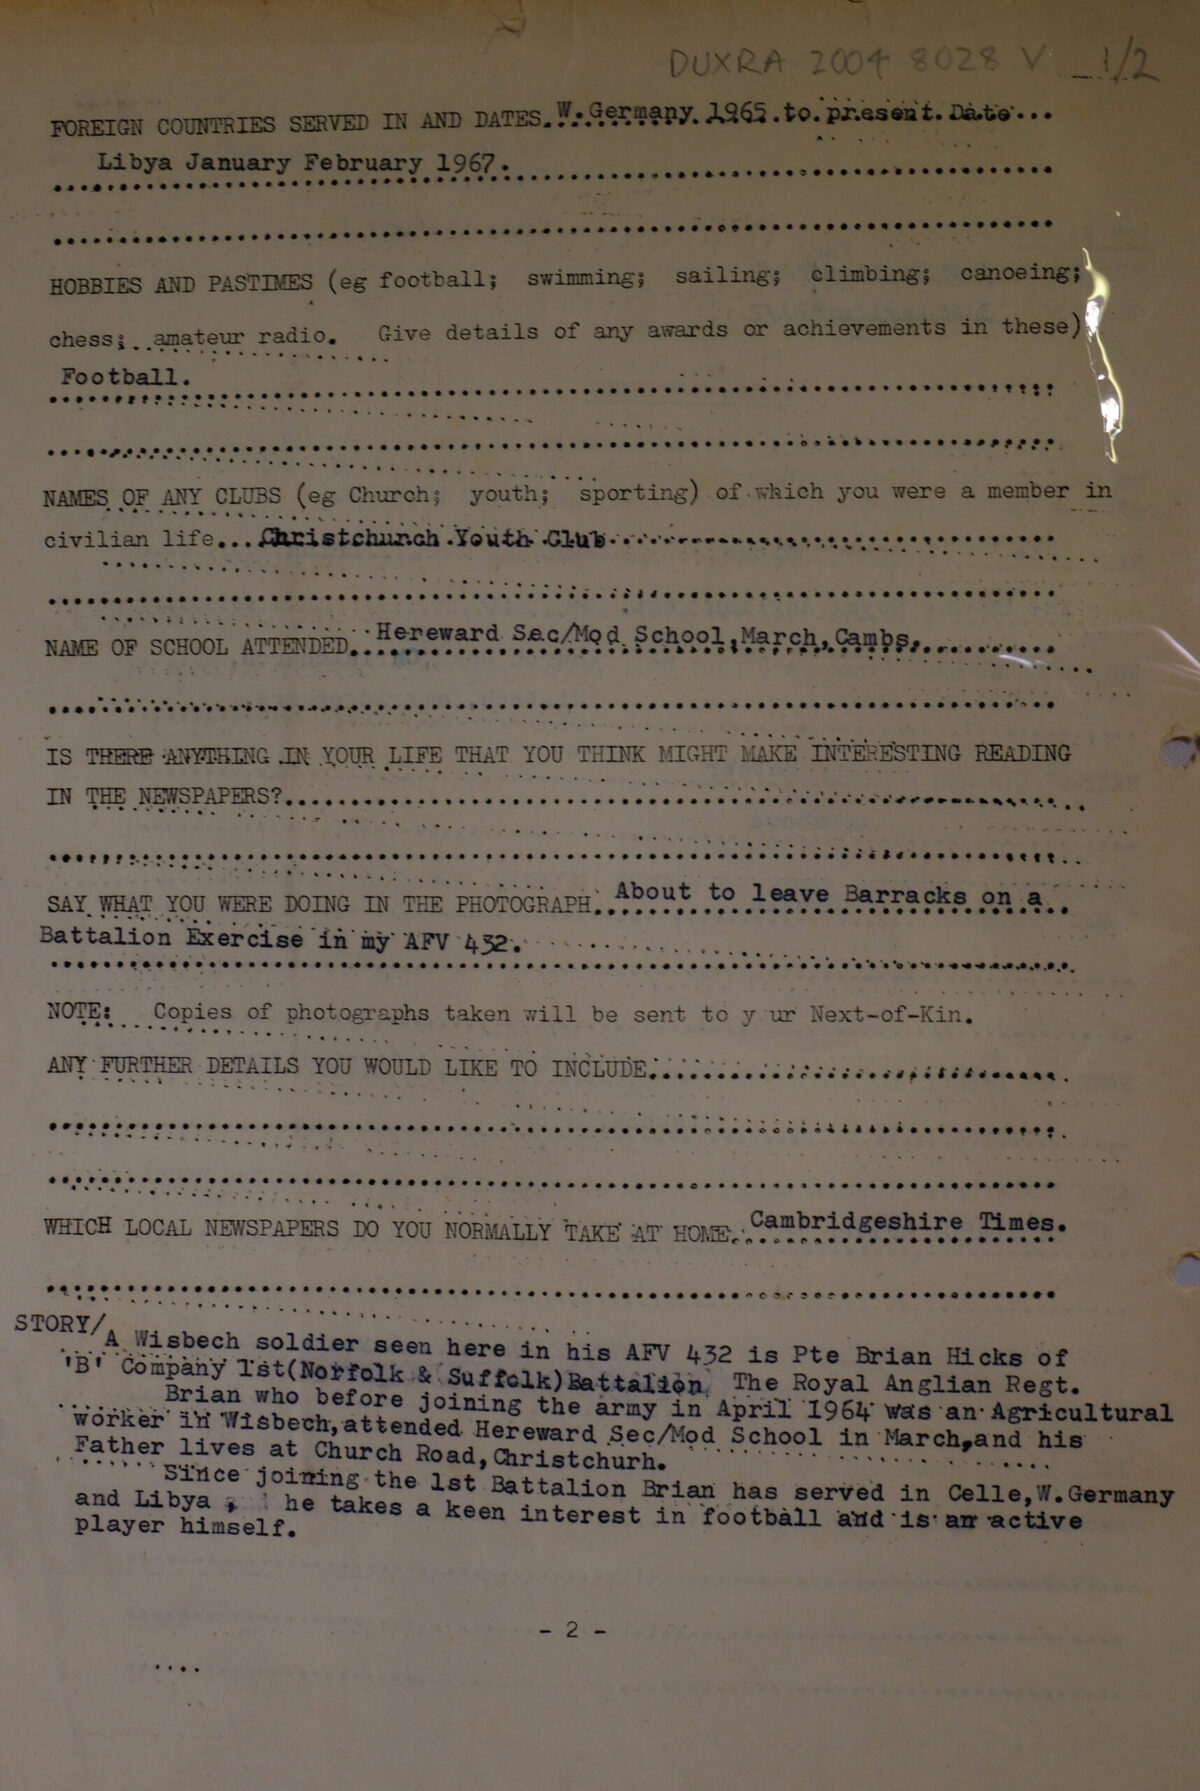 DUXRA 2004 8028 V 1/2
FOREIGN COUNTRIES SERVED IN AND DATES. W.Germany 1965 to present Date
Libya January February 1967.
HOBBIES AND PASTIMES (eg football; swimming; sailing; climbing; canoeing;
chess; amateur radio. Give details of any awards or achievements in these)
Football.
NAMES OF ANY CLUBS (eg Church; youth; sporting) of which you were a member in
civilian life... Christchurch Youth Club
NAME OF SCHOOL ATTENDED. Hereward Sec/Mod School,March,Cambs.
IS THERE ANYTHING IN YOUR LIFE THAT YOU THINK MIGHT MAKE INTERESTING READING
IN THE NEWSPAPERS?
SAY WHAT YOU WERE DOING IN THE PHOTOGRAPH. About to leave Barracks on a
Battalion Exercise in my AFV 432.
NOTE: Copies of photographs taken will be sent to y ur Next-of-Kin.
ANY FURTHER DETAILS YOU WOULD LIKE TO INCLUDE
WHICH LOCAL NEWSPAPERS DO YOU NORMALLY TAKE AT HOME. Cambridgeshire Times.
STORY/
A Wisbech soldier seen here in his AFV 432 is Pte Brian Hicks of
'B' Company 1st(Norfolk & Suffolk)Battalion The Royal Anglian Regt.
Brian who before joining the army in April 1964 was an Agricultural
worker in Wisbech,attended Hereward Sec/Mod School in March,and his
Father lives at Church Road,Christchurh.
Since joining the 1st Battalion Brian has served in Celle,W.Germany
and Libya , he takes a keen interest in football and is an active
player himself.
- 2 -